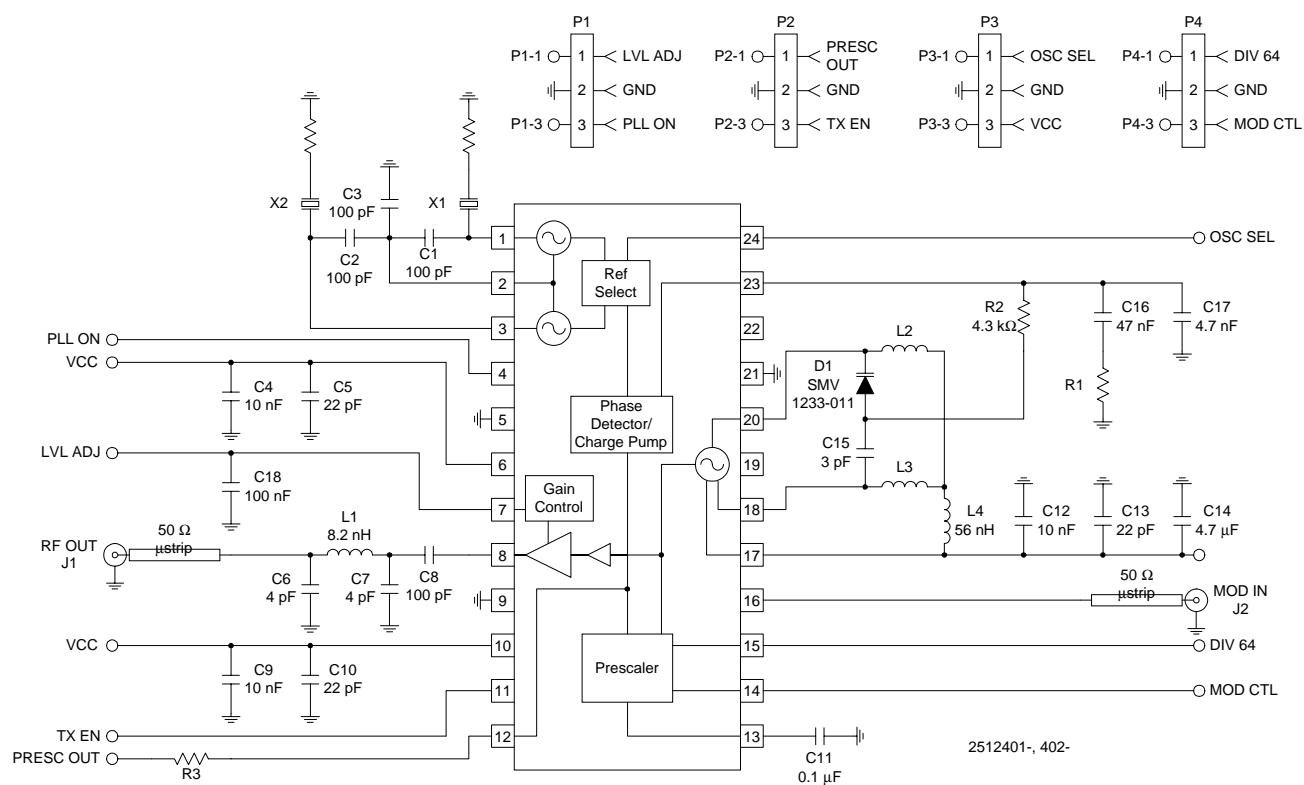 P1
P2
P3
P4
P1-1
1
LVL ADJ
2
GND
P1-3
3
PLL ON
P2-1
1
PRESC
OUT
2
GND
P2-3
3
TX EN
P3-1
1
OSC SEL
2
GND
P3-3
3
VCC
P4-1
1
DIV 64
2
GND
P4-3
3
MOD CTL
X2
C3
100 pF
X1
C2
100 pF
C1
100 pF
PLL ON
VCC
C4
10 nF
C5
22 pF
LVL ADJ
C18
100 nF
50 Ω
µstrip
RF OUT
J1
L1
8.2 nH
C6
4 pF
C7
4 pF
C8
100 pF
VCC
C9
10 nF
C10
22 pF
TX EN
PRESC OUT
R3
1
2
3
4
5
6
7
8
9
10
11
12
Ref
Select
Phase
Detector/
Charge Pump
Gain
Control
Prescaler
24
23
22
21
20
19
18
17
16
15
14
13
OSC SEL
R2
4.3 kΩ
C16
47 nF
C17
4.7 nF
R1
L2
D1
SMV
1233-011
C15
3 pF
L3
L4
56 nH
C12
10 nF
C13
22 pF
C14
4.7 µF
50 Ω
µstrip
MOD IN
J2
DIV 64
MOD CTL
C11
0.1 µF
2512401-, 402-